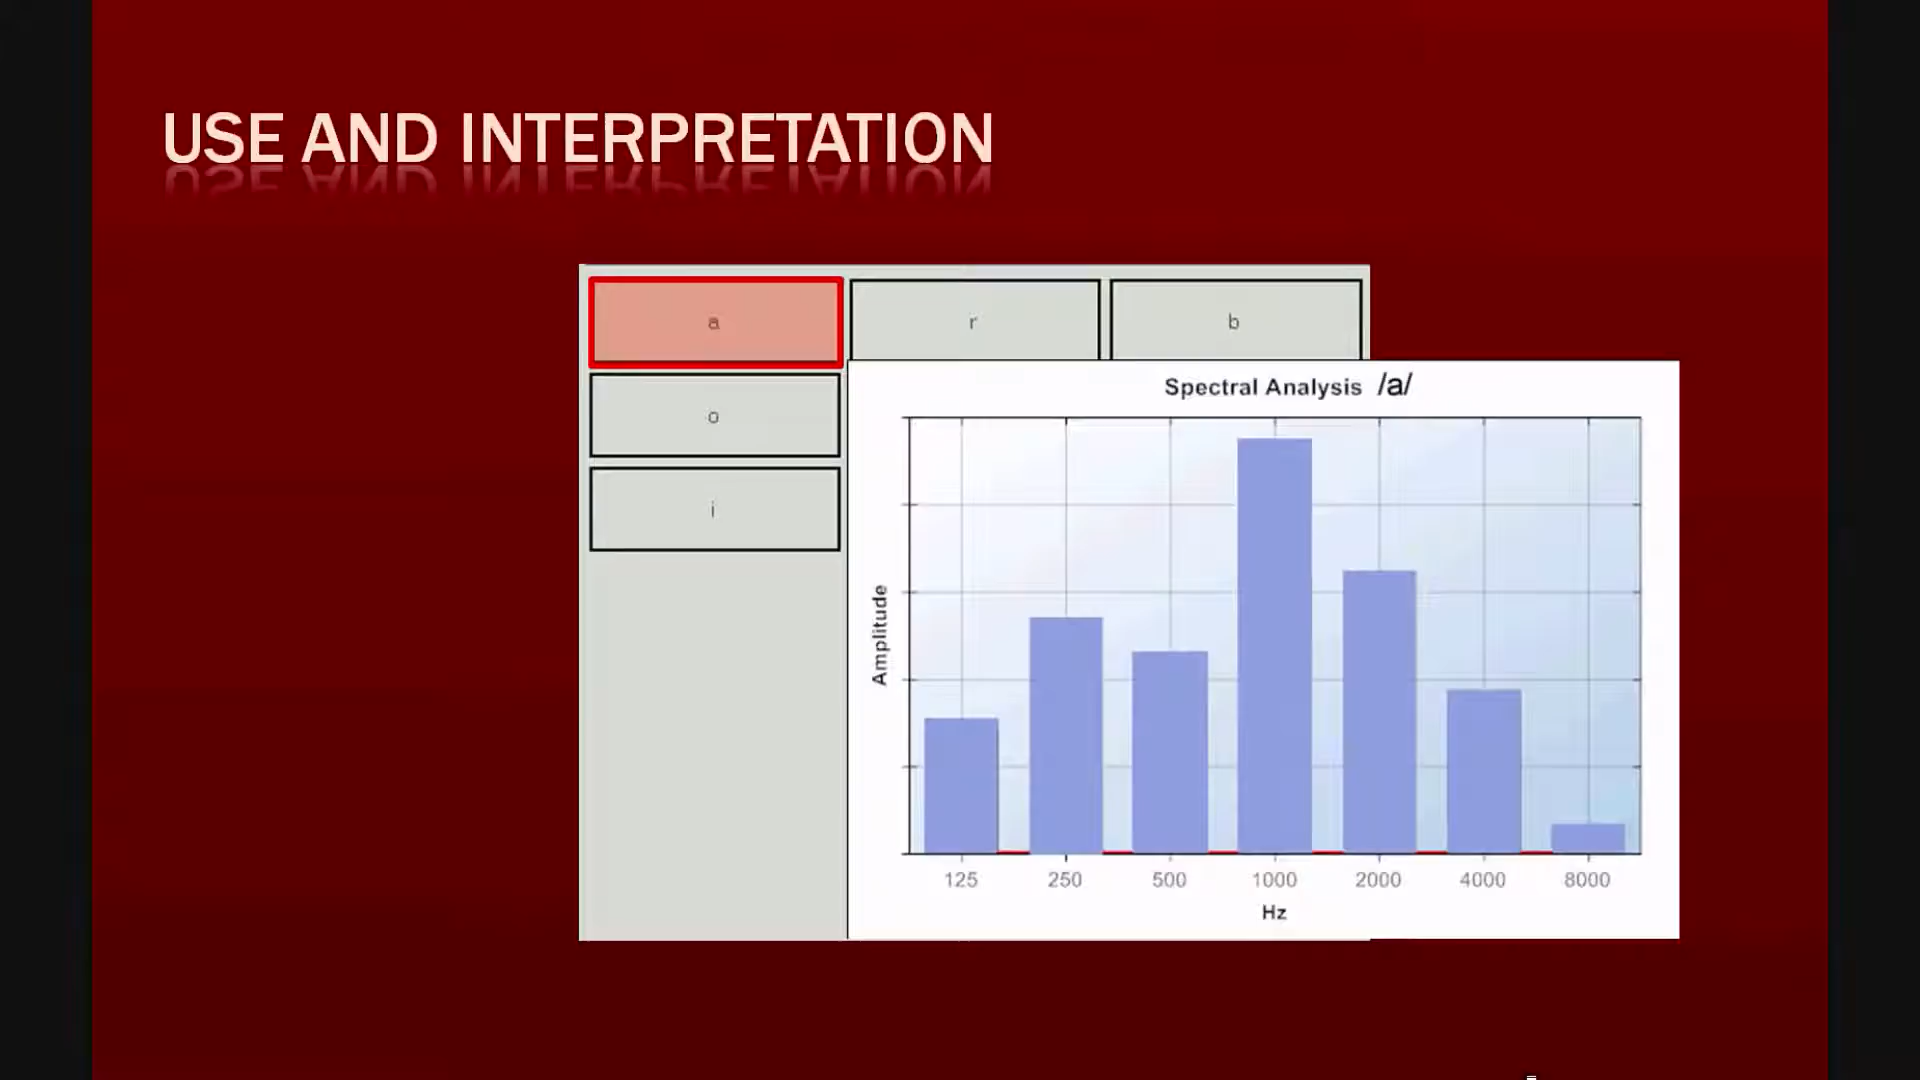 USE AND INTERPRETATION
a
r
b
o
i
Spectral Analysis /a/
Amplitude
125 250 500 1000 2000 4000 8000
Hz